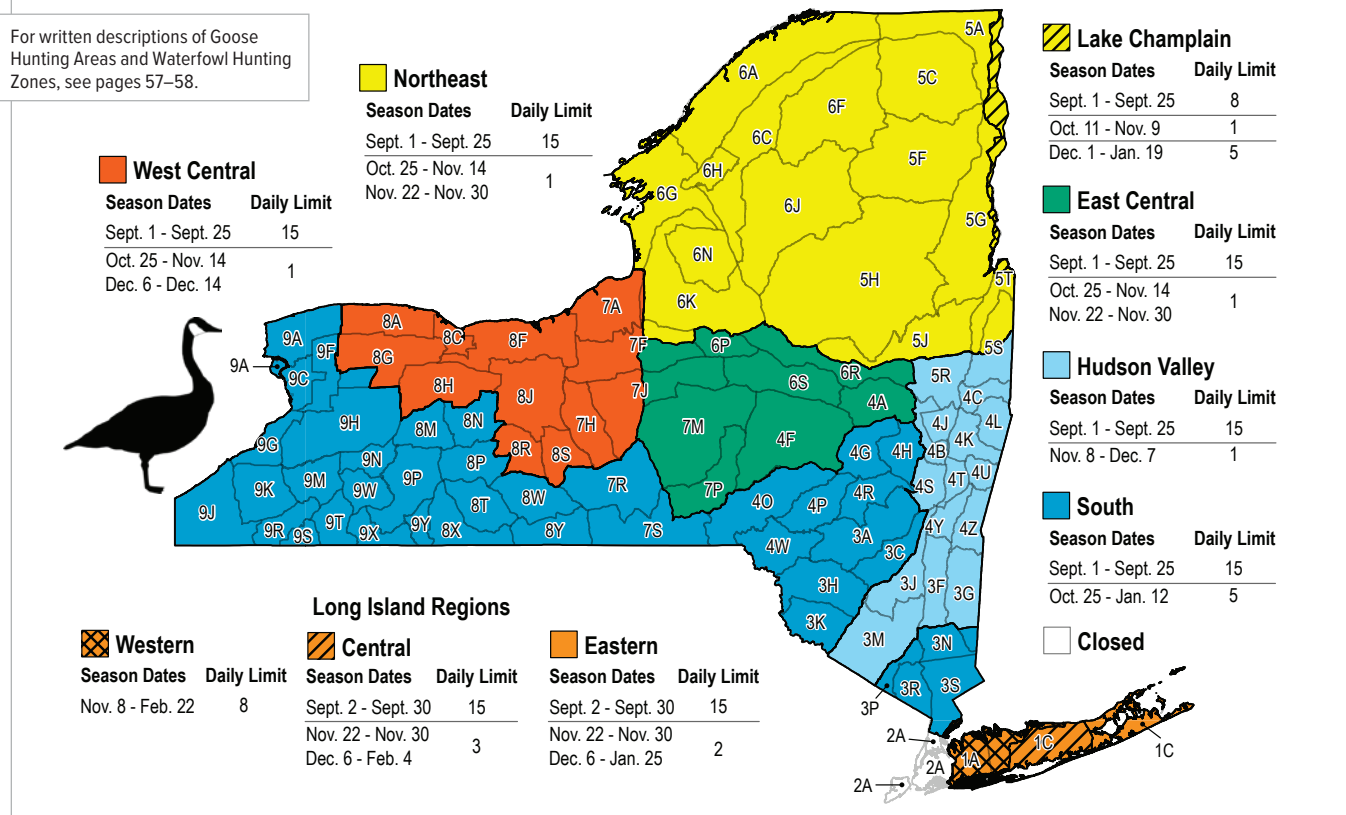 For written descriptions of Goose
Hunting Areas and Waterfowl Hunting
Zones, see pages 57–58.
Northeast
Season Dates Daily Limit
Sept. 1 - Sept. 25 15
Oct. 25 - Nov. 14
1
Nov. 22 - Nov. 30
West Central
Season Dates Daily Limit
Sept. 1 - Sept. 25 15
Oct. 25 - Nov. 14
1
Dec. 6 - Dec. 14
Lake Champlain
Season Dates Daily Limit
Sept. 1 - Sept. 25 8
Oct. 11 - Nov. 9 1
Dec. 1 - Jan. 19 5
East Central
Season Dates Daily Limit
Sept. 1 - Sept. 25 15
Oct. 25 - Nov. 14
1
Nov. 22 - Nov. 30
Hudson Valley
Season Dates Daily Limit
Sept. 1 - Sept. 25 15
Nov. 8 - Dec. 7 1
South
Season Dates Daily Limit
Sept. 1 - Sept. 25 15
Oct. 25 - Jan. 12 5
Closed
5A
6A
5C
6F
6C
5F
6H
6G
6J
5G
6N
5H
5T
6K
7A
8A
8C
8F
7F
6P
5J
5S
9A
9F
9A
9C
8G
8H
8J
7J
6S
6R
5R
4A
4C
9H
8M
8N
7H
7M
4F
4J
4L
4K
9G
8R
8S
4G
4H
4B
9N
8P
9M
9P
9K
9W
7R
7P
4R
4S
4T
4U
9J
8T
8W
4O
4P
9R
9S
9T
9X
9Y
8X
8Y
7S
4W
3A
3C
4Y
4Z
3H
3J
3F
3G
3K
3M
3N
3P
3R
3S
2A
2A
2A
1A
1C
1C
Long Island Regions
Western
Season Dates Daily Limit
Nov. 8 - Feb. 22 8
Central
Season Dates Daily Limit
Sept. 2 - Sept. 30 15
Nov. 22 - Nov. 30
3
Dec. 6 - Feb. 4
Eastern
Season Dates Daily Limit
Sept. 2 - Sept. 30 15
Nov. 22 - Nov. 30
2
Dec. 6 - Jan. 25